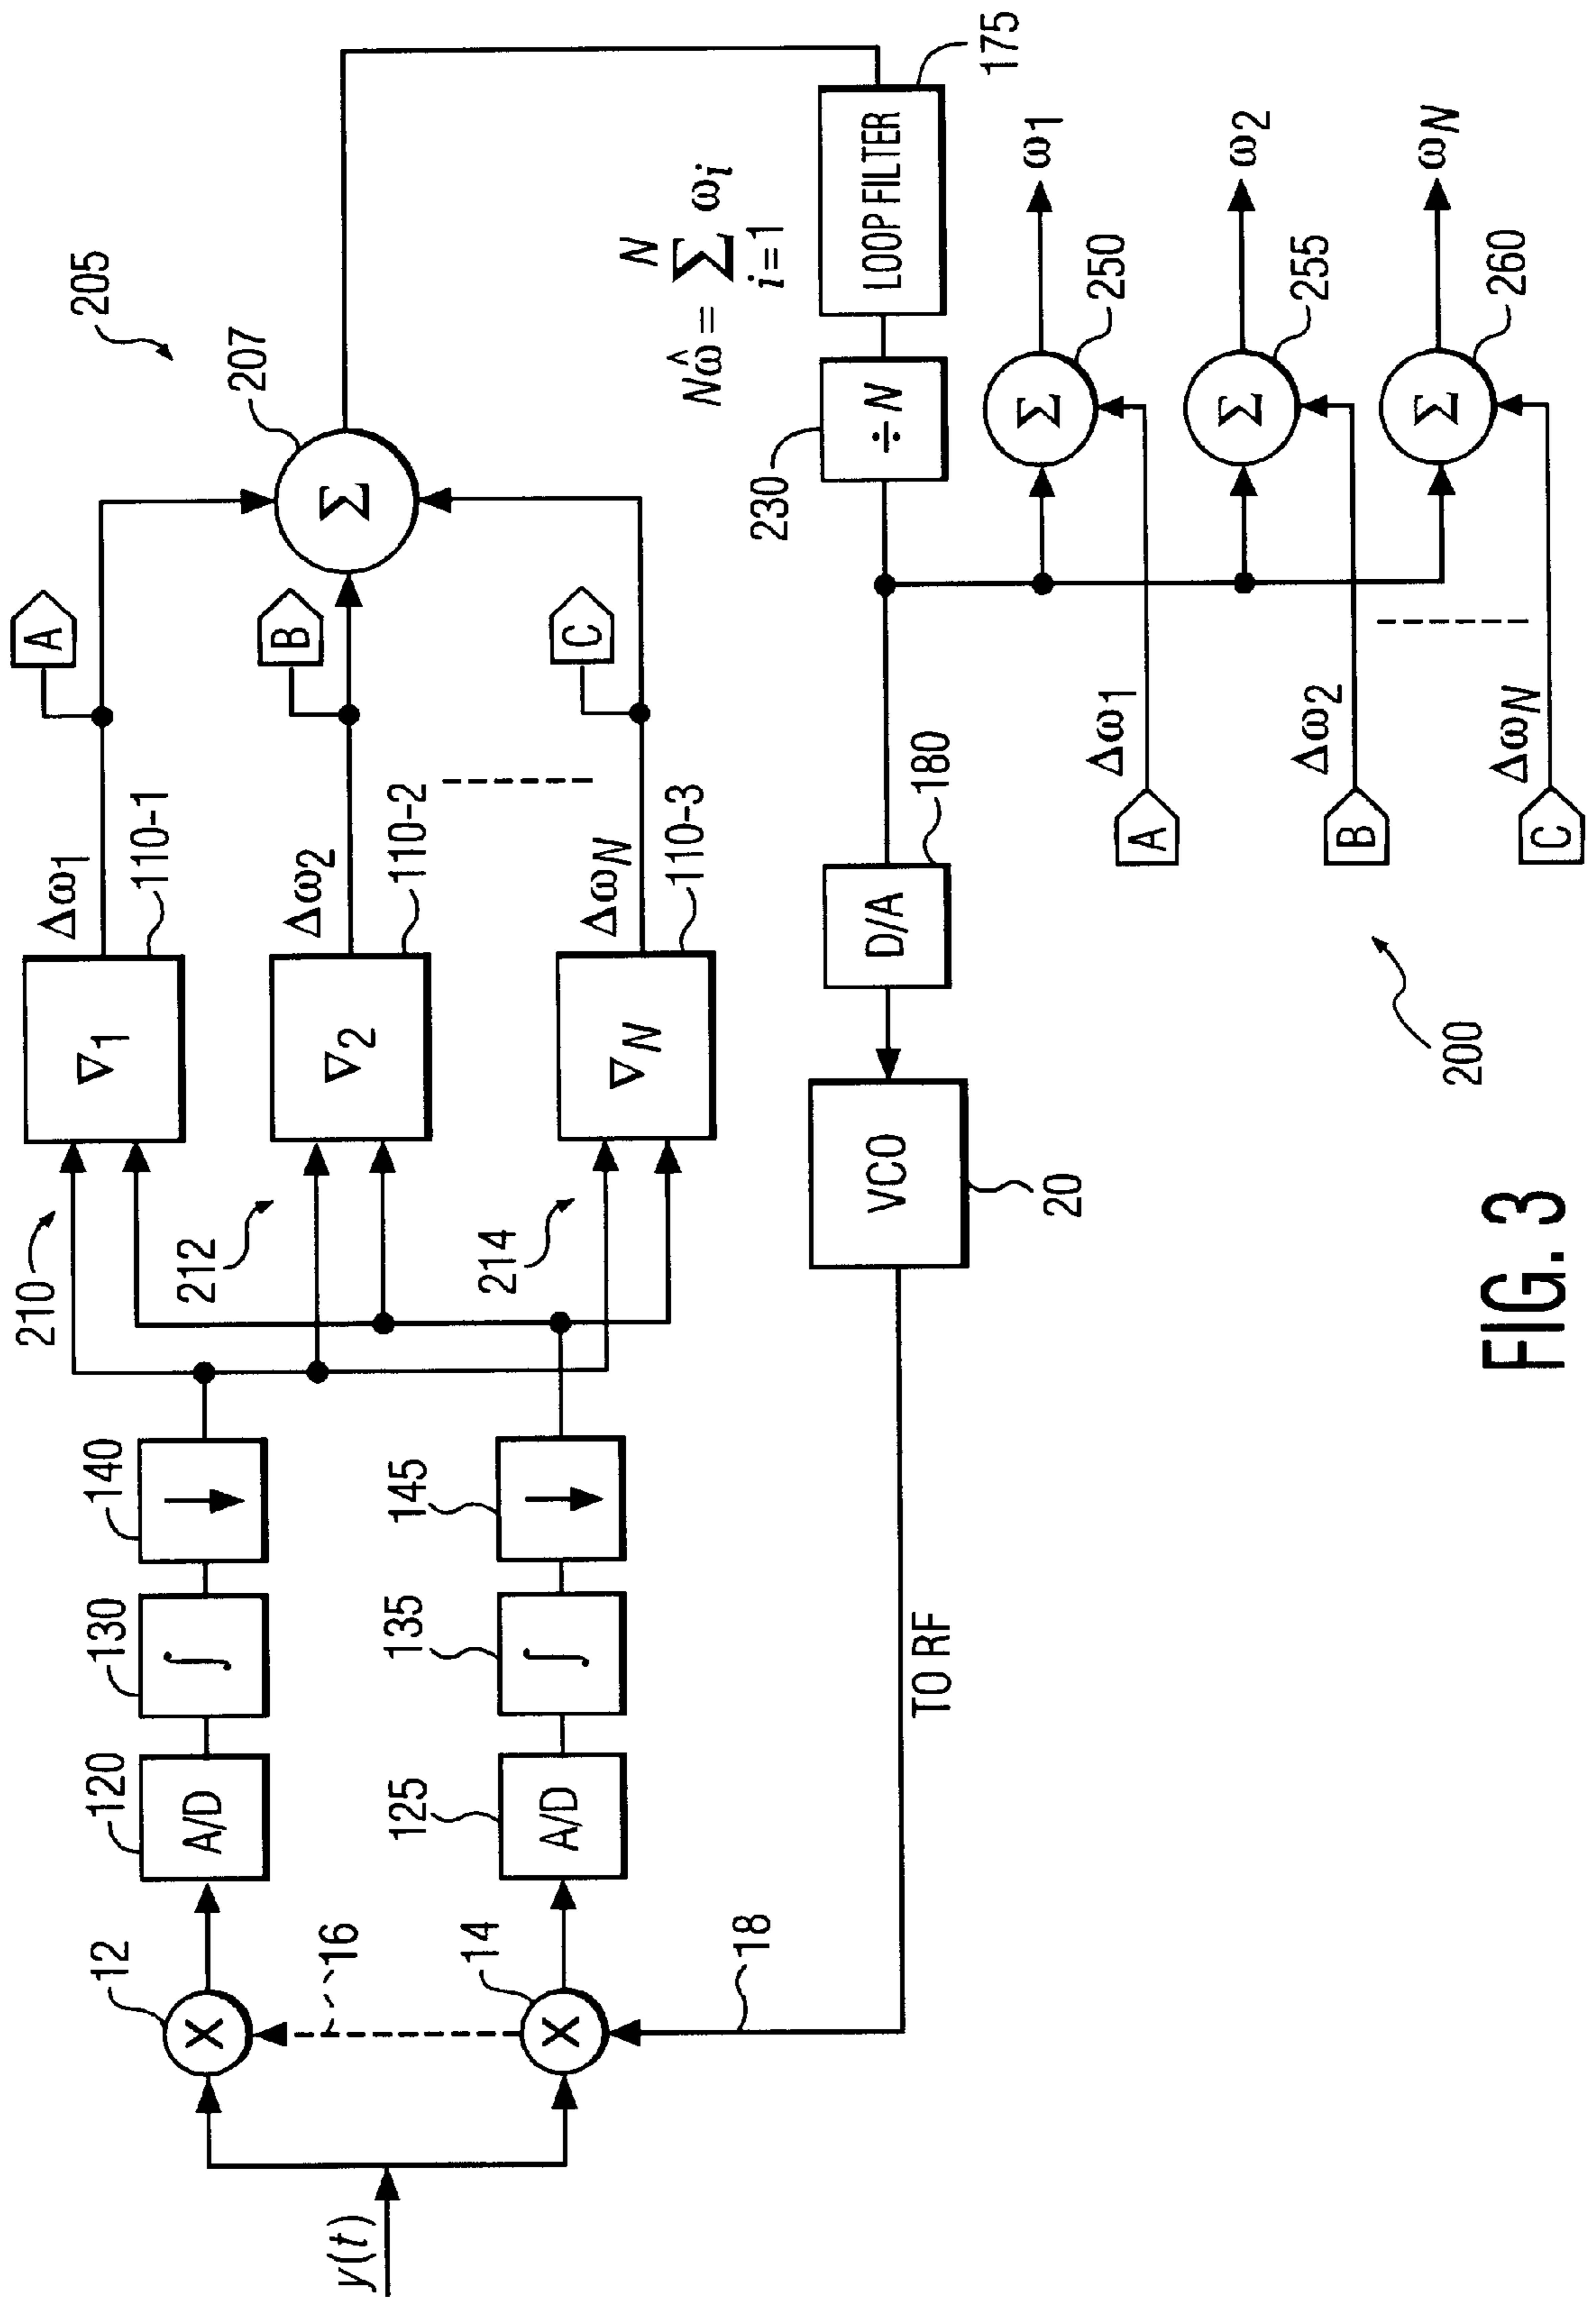 205
207
A
B
C
Δω1
110-1
Δω2
110-2
ΔωN
110-3
Σ
∇1
∇2
∇N
210
212
214
140
↓
145
↓
130
∫
135
∫
120
A/D
125
A/D
12
X
16
14
X
18
y(t)
TO RF
VCO
20
D/A
180
230
÷N
Nω̂ = Σ ωi
N
i=1
LOOP FILTER
175
Σ
250
ω1
Σ
255
ω2
Σ
260
ωN
Δω1
A
Δω2
B
ΔωN
C
200
FIG. 3